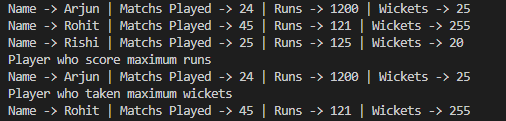 Name -> Arjun | Matchs Played -> 24 | Runs -> 1200 | Wickets -> 25
Name -> Rohit | Matchs Played -> 45 | Runs -> 121 | Wickets -> 255
Name -> Rishi | Matchs Played -> 25 | Runs -> 125 | Wickets -> 20
Player who score maximum runs
Name -> Arjun | Matchs Played -> 24 | Runs -> 1200 | Wickets -> 25
Player who taken maximum wickets
Name -> Rohit | Matchs Played -> 45 | Runs -> 121 | Wickets -> 255